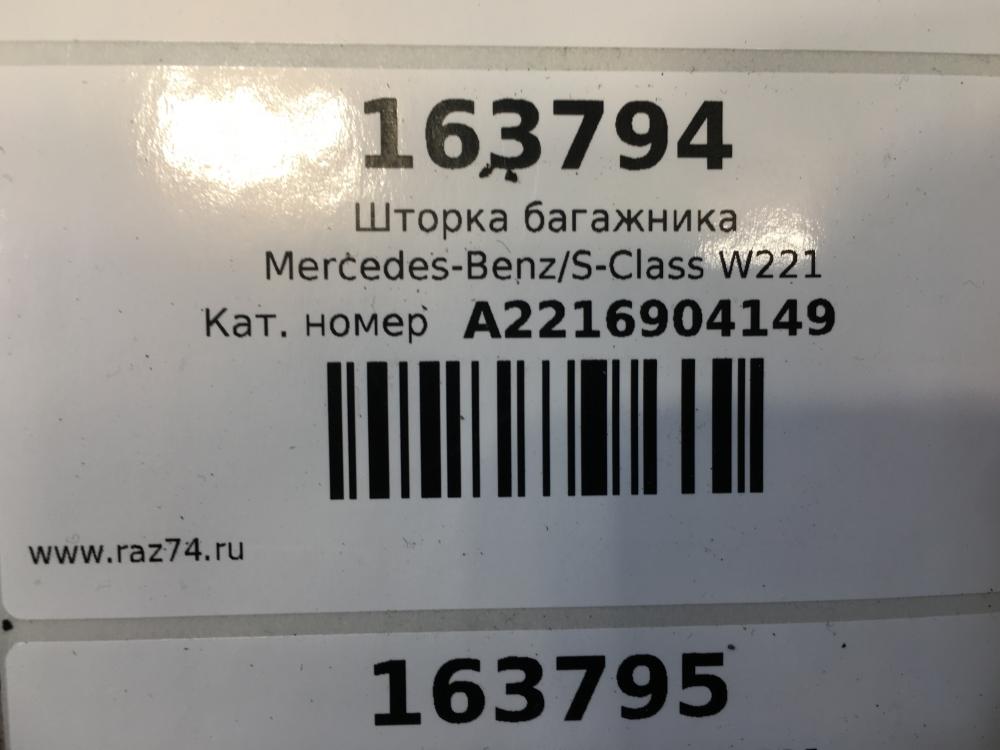 163794
Шторка багажника
Mercedes-Benz/S-Class W221
Кат. номер A2216904149
www.raz74.ru
163795